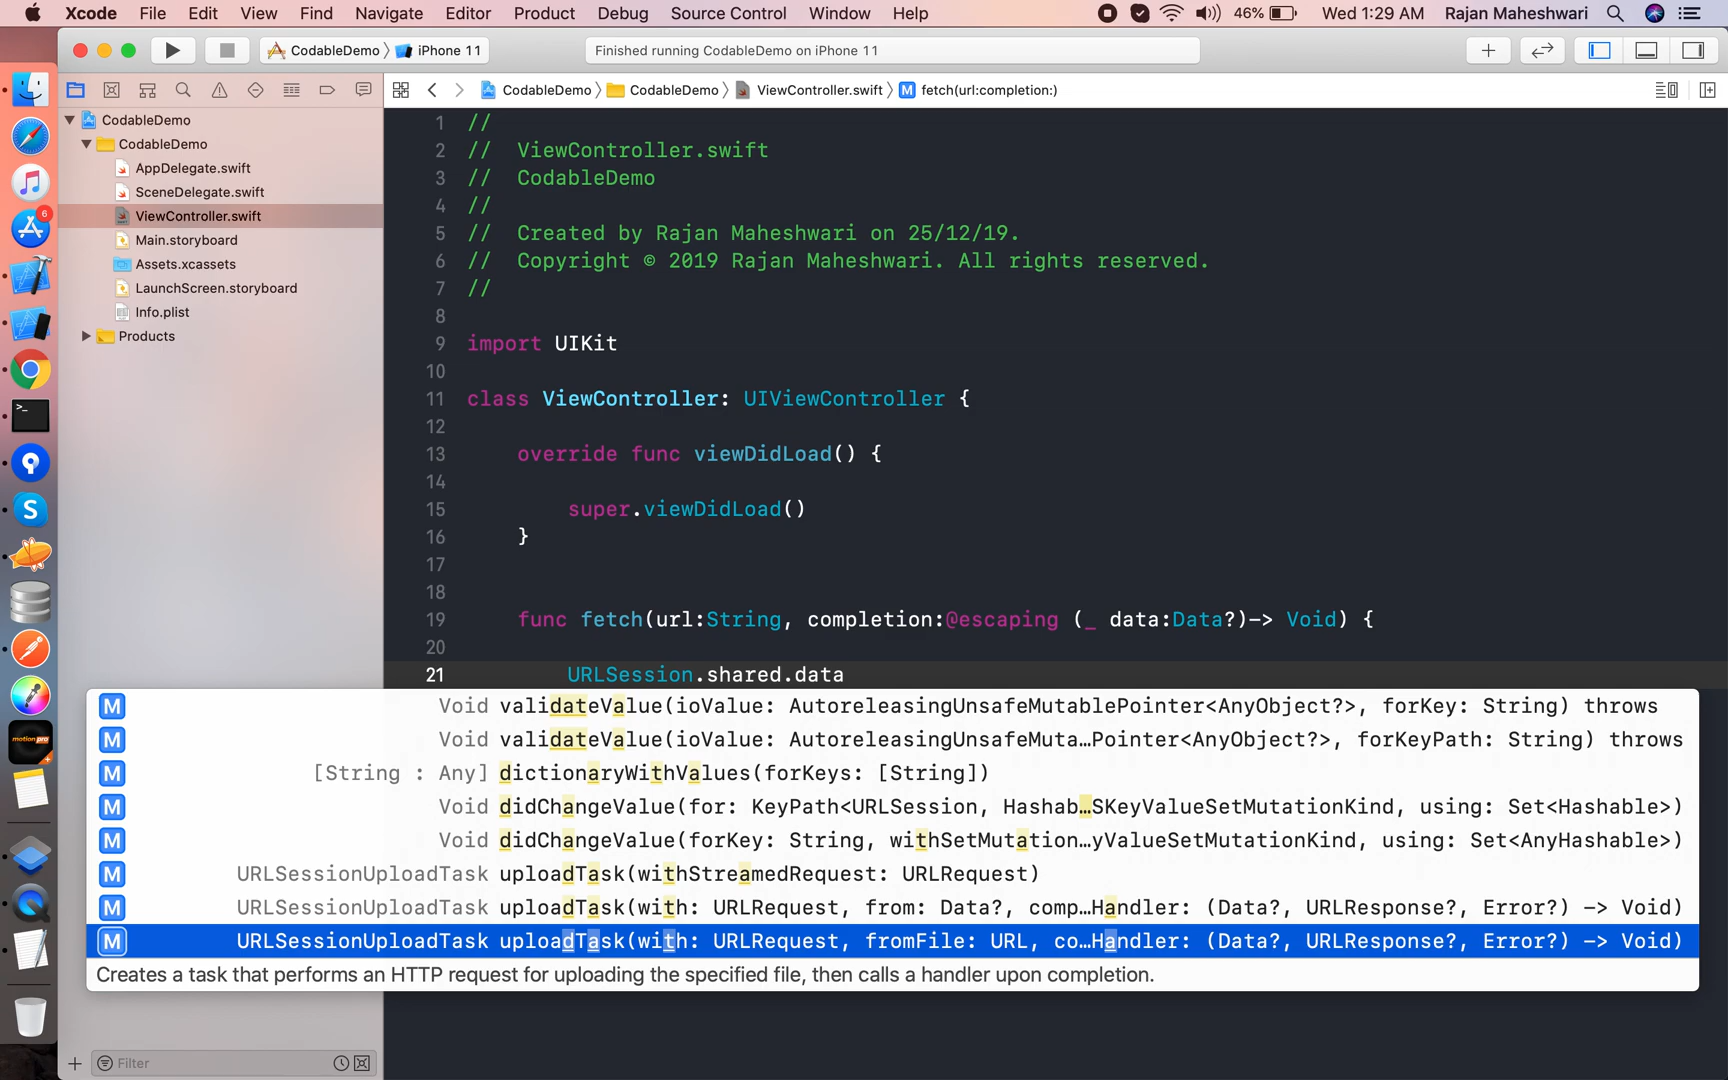 Xcode File Edit View Find Navigate Editor Product Debug Source Control Window Help 46% Wed 1:29 AM Rajan Maheshwari
CodableDemo iPhone 11
Finished running CodableDemo on iPhone 11
CodableDemo CodableDemo ViewController.swift M fetch(url:completion:)
CodableDemo
CodableDemo
AppDelegate.swift
SceneDelegate.swift
ViewController.swift
Main.storyboard
Assets.xcassets
LaunchScreen.storyboard
Info.plist
Products
6
S
motion pro
1 //
2 // ViewController.swift
3 // CodableDemo
4 //
5 // Created by Rajan Maheshwari on 25/12/19.
6 // Copyright © 2019 Rajan Maheshwari. All rights reserved.
7 //
8
9 import UIKit
10
11 class ViewController: UIViewController {
12
13 override func viewDidLoad() {
14
15 super.viewDidLoad()
16 }
17
18
19 func fetch(url:String, completion:@escaping (_ data:Data?)-> Void) {
20
21 URLSession.shared.data
M Void validateValue(ioValue: AutoreleasingUnsafeMutablePointer<AnyObject?>, forKey: String) throws
M Void validateValue(ioValue: AutoreleasingUnsafeMuta…Pointer<AnyObject?>, forKeyPath: String) throws
M [String : Any] dictionaryWithValues(forKeys: [String])
M Void didChangeValue(for: KeyPath<URLSession, Hashab…SKeyValueSetMutationKind, using: Set<Hashable>)
M Void didChangeValue(forKey: String, withSetMutation…yValueSetMutationKind, using: Set<AnyHashable>)
M URLSessionUploadTask uploadTask(withStreamedRequest: URLRequest)
M URLSessionUploadTask uploadTask(with: URLRequest, from: Data?, comp…Handler: (Data?, URLResponse?, Error?) -> Void)
M URLSessionUploadTask uploadTask(with: URLRequest, fromFile: URL, co…Handler: (Data?, URLResponse?, Error?) -> Void)
Creates a task that performs an HTTP request for uploading the specified file, then calls a handler upon completion.
Filter